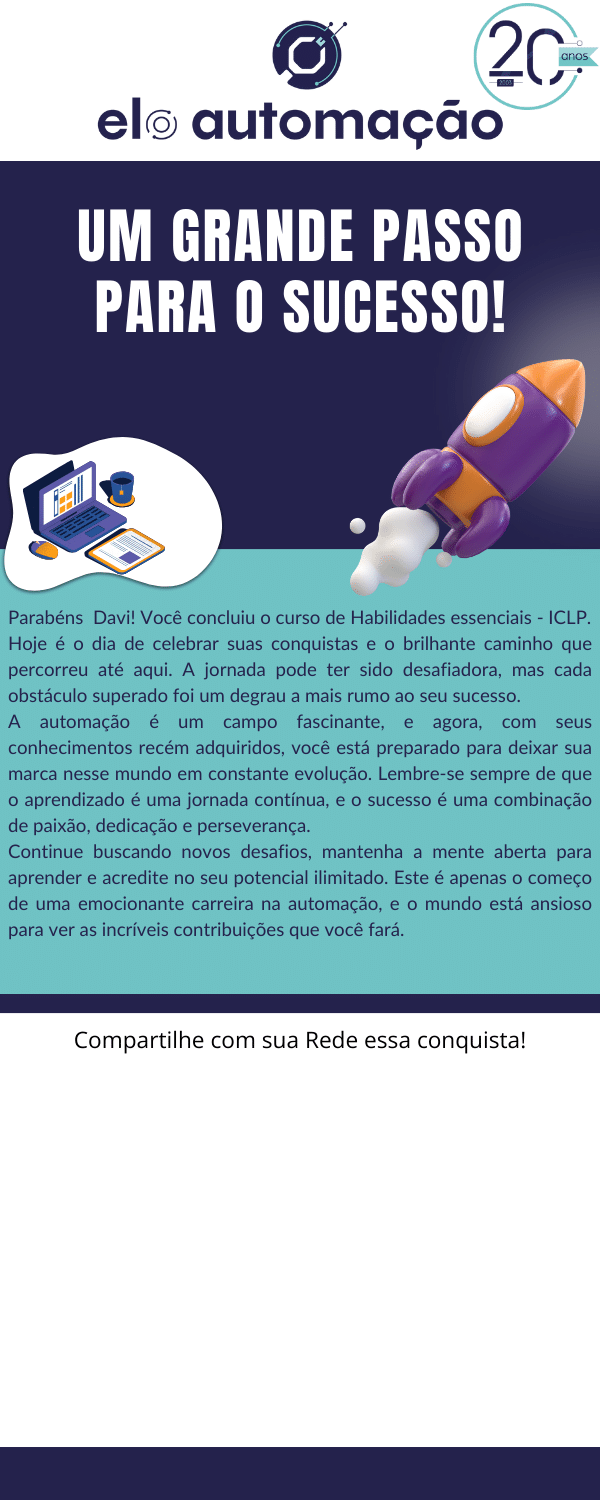 20
anos
elo automação
UM GRANDE PASSO
PARA O SUCESSO!
Parabéns Davi! Você concluiu o curso de Habilidades essenciais - ICLP.
Hoje é o dia de celebrar suas conquistas e o brilhante caminho que
percorreu até aqui. A jornada pode ter sido desafiadora, mas cada
obstáculo superado foi um degrau a mais rumo ao seu sucesso.
A automação é um campo fascinante, e agora, com seus
conhecimentos recém adquiridos, você está preparado para deixar sua
marca nesse mundo em constante evolução. Lembre-se sempre de que
o aprendizado é uma jornada contínua, e o sucesso é uma combinação
de paixão, dedicação e perseverança.
Continue buscando novos desafios, mantenha a mente aberta para
aprender e acredite no seu potencial ilimitado. Este é apenas o começo
de uma emocionante carreira na automação, e o mundo está ansioso
para ver as incríveis contribuições que você fará.
Compartilhe com sua Rede essa conquista!